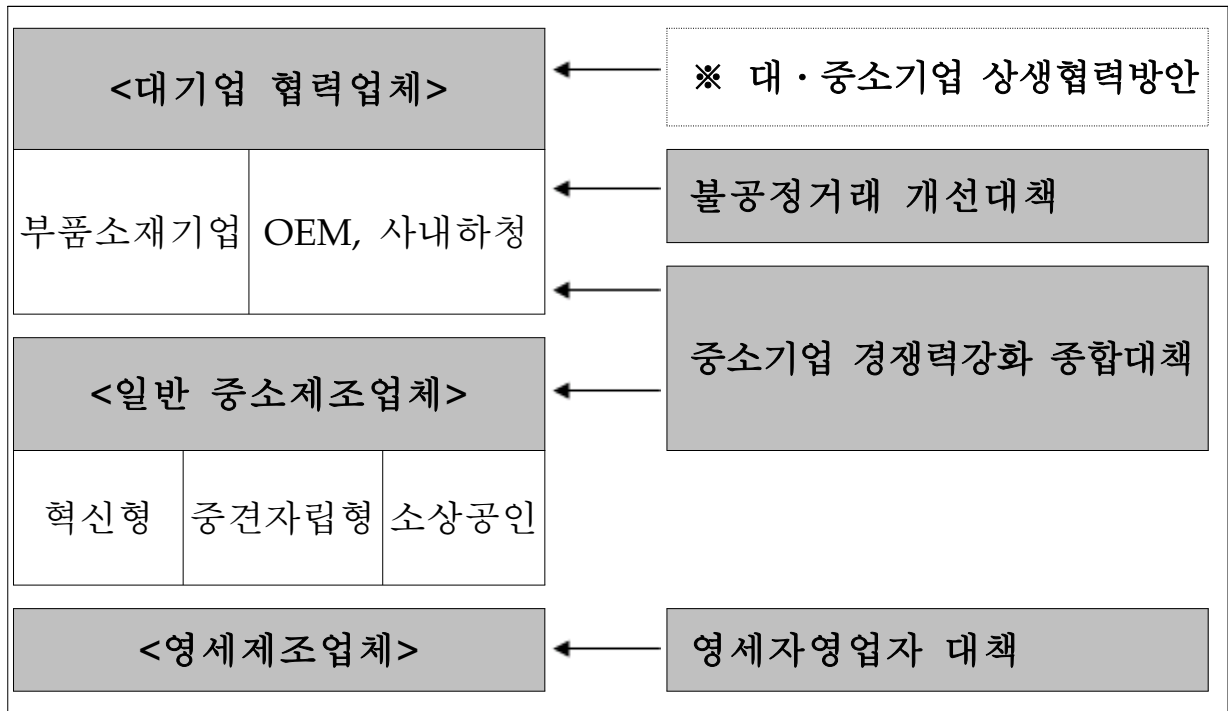 <대기업 협력업체>
※ 대·중소기업 상생협력방안
부품소재기업
OEM, 사내하청
불공정거래 개선대책
중소기업 경쟁력강화 종합대책
<일반 중소제조업체>
혁신형
중견자립형
소상공인
<영세제조업체>
영세자영업자 대책